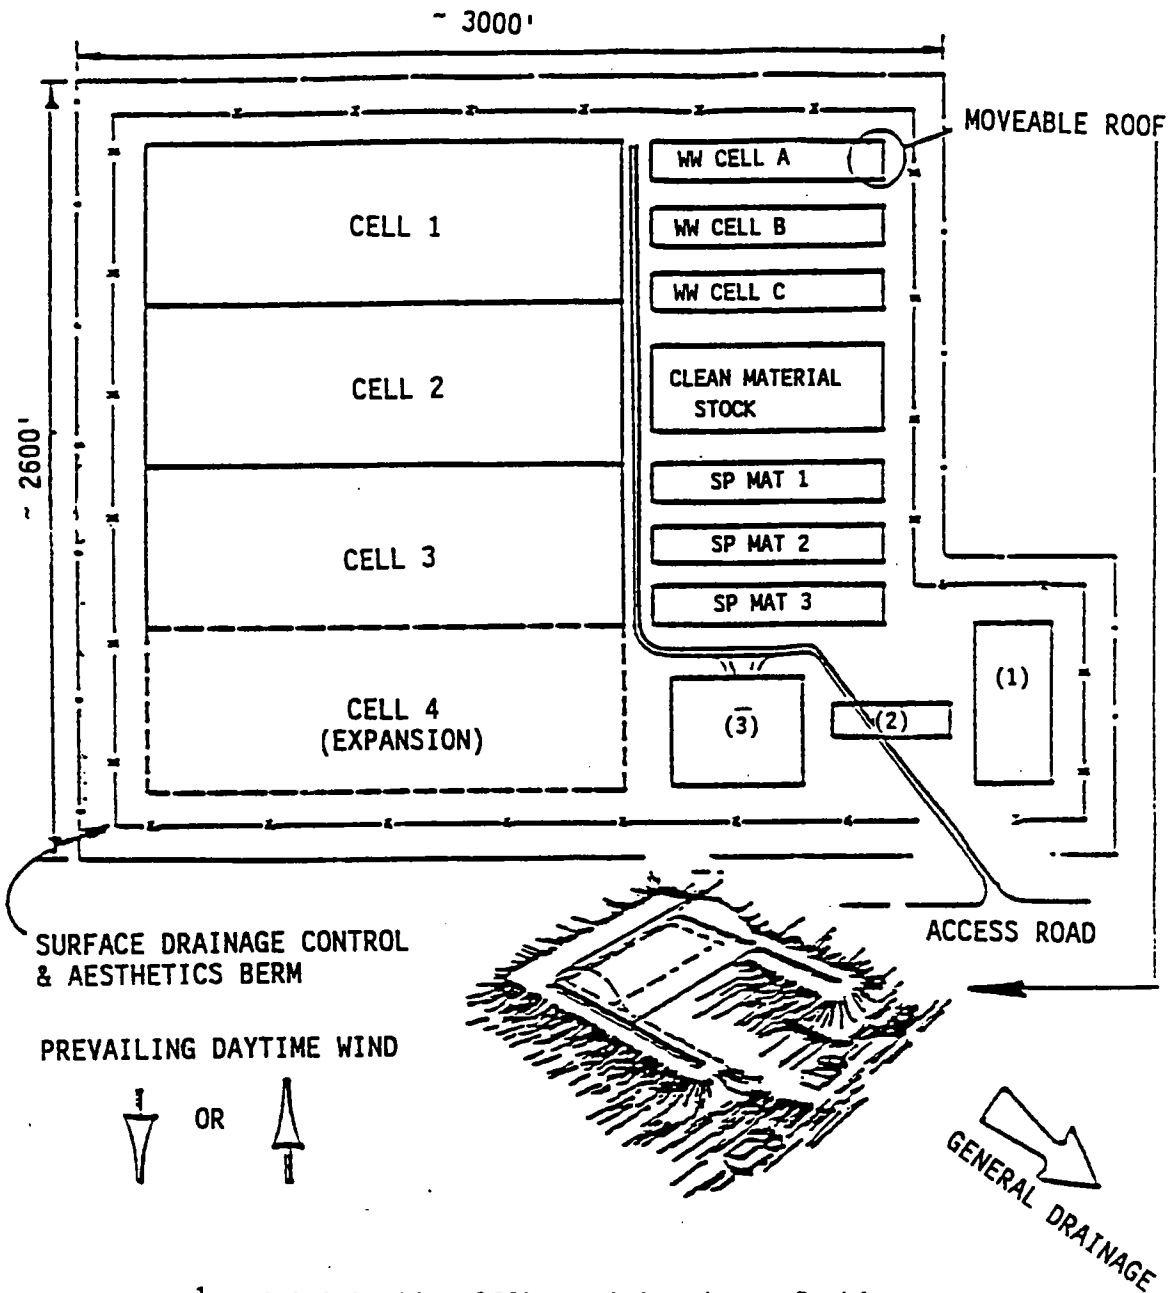 ~ 3000'
MOVEABLE ROOF
WW CELL A
CELL 1
WW CELL B
WW CELL C
CLEAN MATERIAL
STOCK
CELL 2
~ 2600'
SP MAT 1
SP MAT 2
CELL 3
SP MAT 3
(1)
CELL 4
(EXPANSION)
(3)
(2)
ACCESS ROAD
SURFACE DRAINAGE CONTROL
& AESTHETICS BERM
PREVAILING DAYTIME WIND
OR
GENERAL DRAINAGE
1